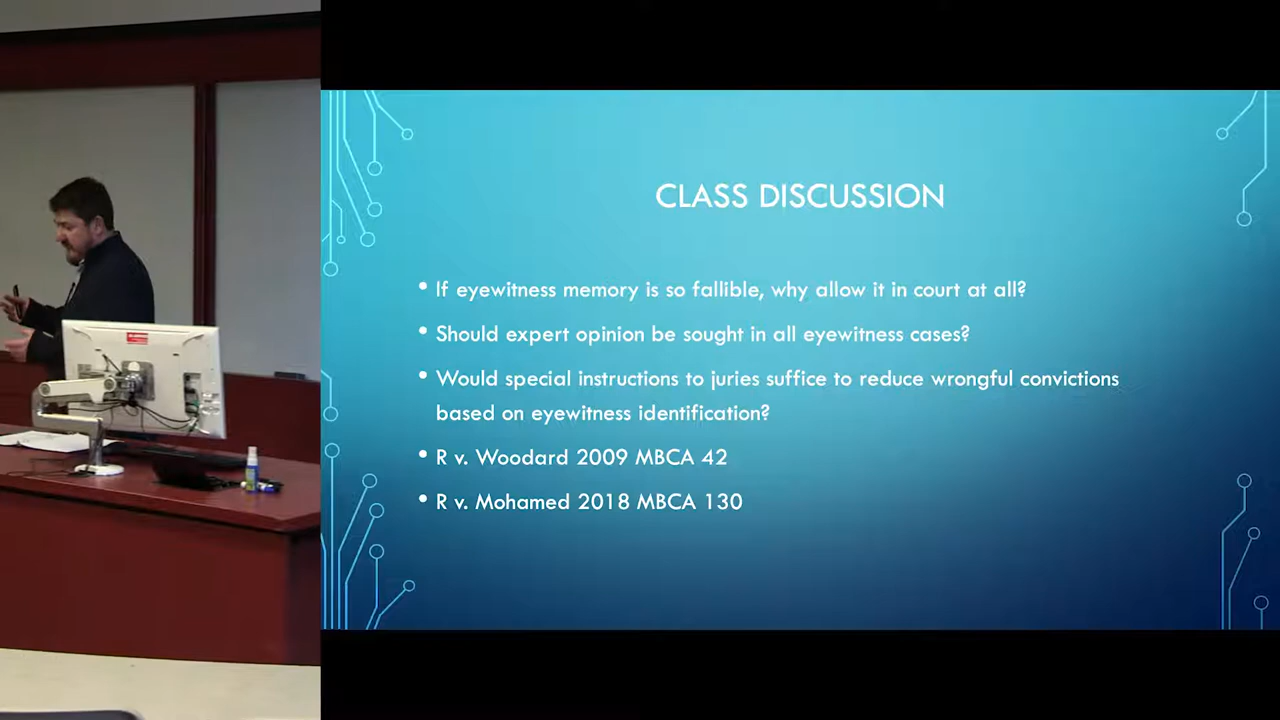 CLASS DISCUSSION
• If eyewitness memory is so fallible, why allow it in court at all?
• Should expert opinion be sought in all eyewitness cases?
• Would special instructions to juries suffice to reduce wrongful convictions
based on eyewitness identification?
• R v. Woodard 2009 MBCA 42
• R v. Mohamed 2018 MBCA 130